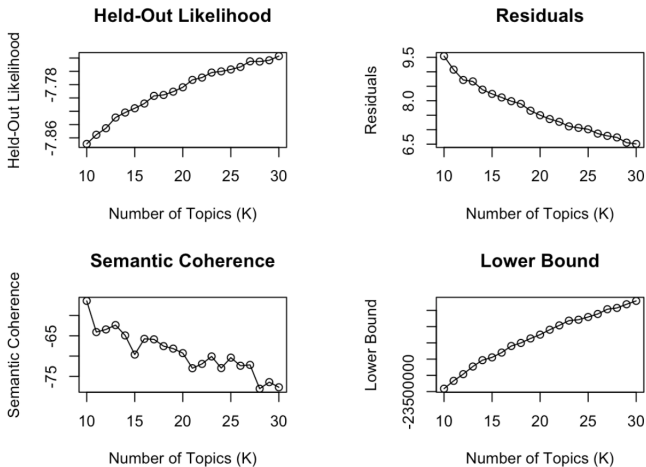 Held-Out Likelihood
Held-Out Likelihood
-7.78
-7.86
10 15 20 25 30
Number of Topics (K)
Residuals
Residuals
9.5
8.0
6.5
10 15 20 25 30
Number of Topics (K)
Semantic Coherence
Semantic Coherence
-65
-75
10 15 20 25 30
Number of Topics (K)
Lower Bound
Lower Bound
-23500000
10 15 20 25 30
Number of Topics (K)